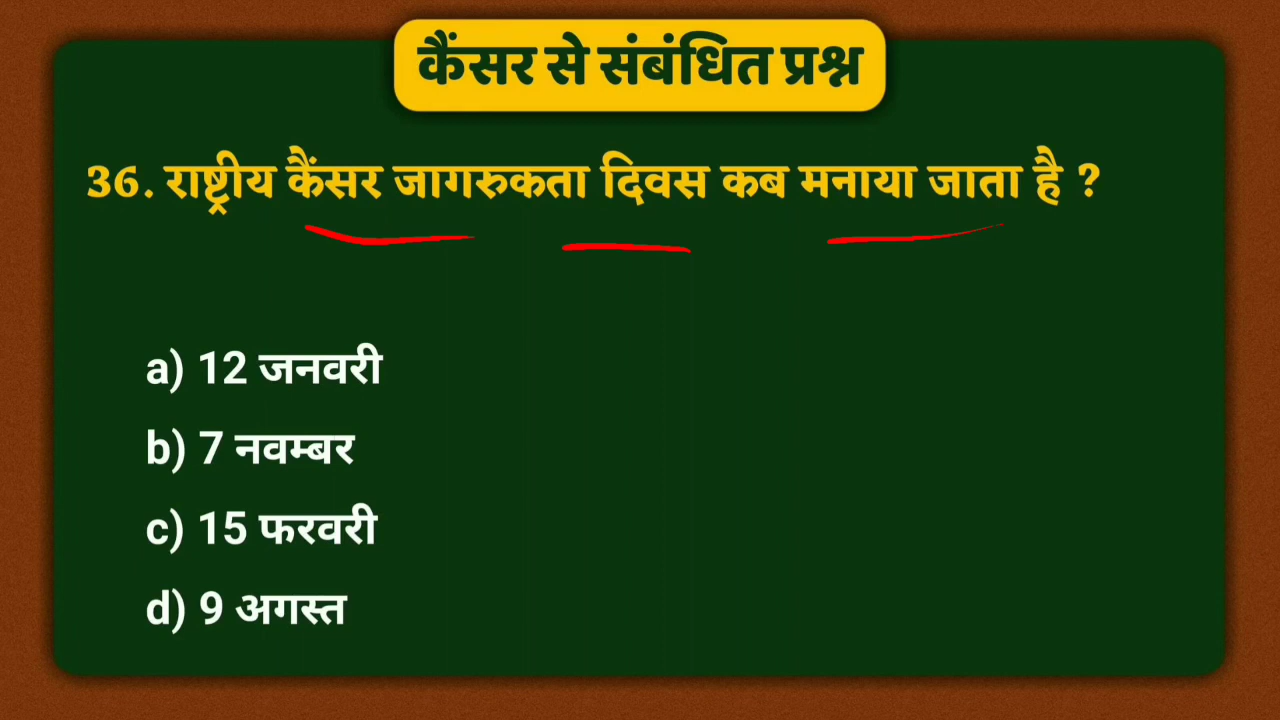 कैंसर से संबंधित प्रश्न
36. राष्ट्रीय कैंसर जागरुकता दिवस कब मनाया जाता है ?
a) 12 जनवरी
b) 7 नवम्बर
c) 15 फरवरी
d) 9 अगस्त